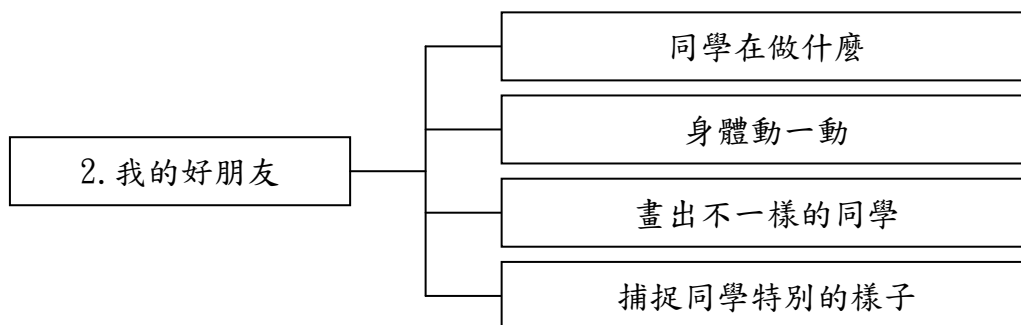 同學在做什麼
身體動一動
2.我的好朋友
畫出不一樣的同學
捕捉同學特別的樣子